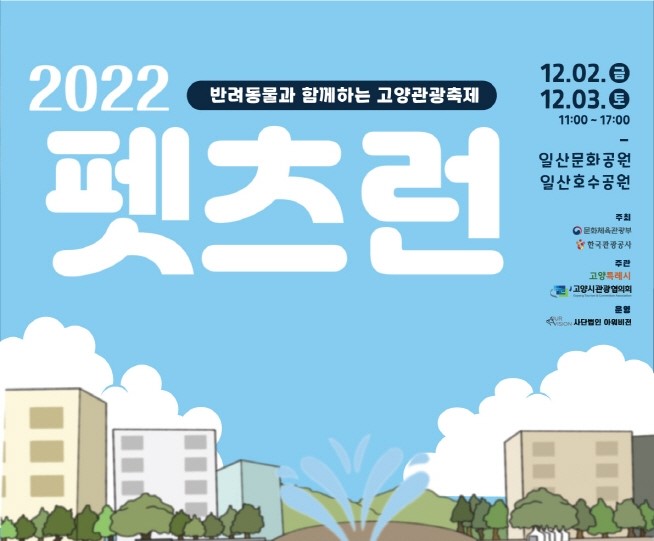 2022
반려동물과 함께하는 고양관광축제
펫츠런
12.02.금
12.03.토
11:00 ~ 17:00
일산문화공원
일산호수공원
주최
문화체육관광부
한국관광공사
주관
고양특례시
고양시관광협의회
운영
사단법인 아워비전